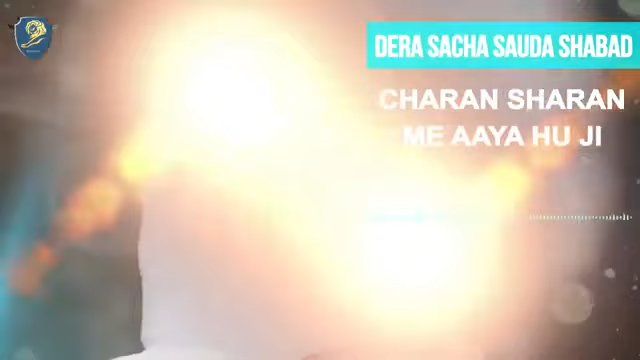 DERA SACHA SAUDA SHABAD
CHARAN SHARAN
ME AAYA HU JI